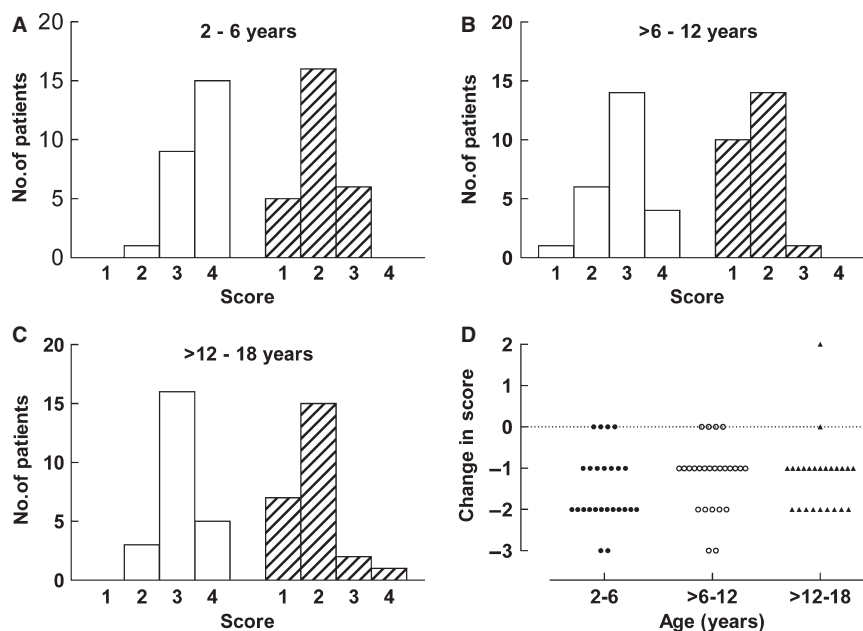 A
2 - 6 years
20
15
10
5
0
No.of patients
1 2 3 4 1 2 3 4
Score
B
>6 - 12 years
20
15
10
5
0
No.of patients
1 2 3 4 1 2 3 4
Score
C
>12 - 18 years
20
15
10
5
0
No.of patients
1 2 3 4 1 2 3 4
Score
D
2
1
0
–1
–2
–3
Change in score
2-6 >6-12 >12-18
Age (years)